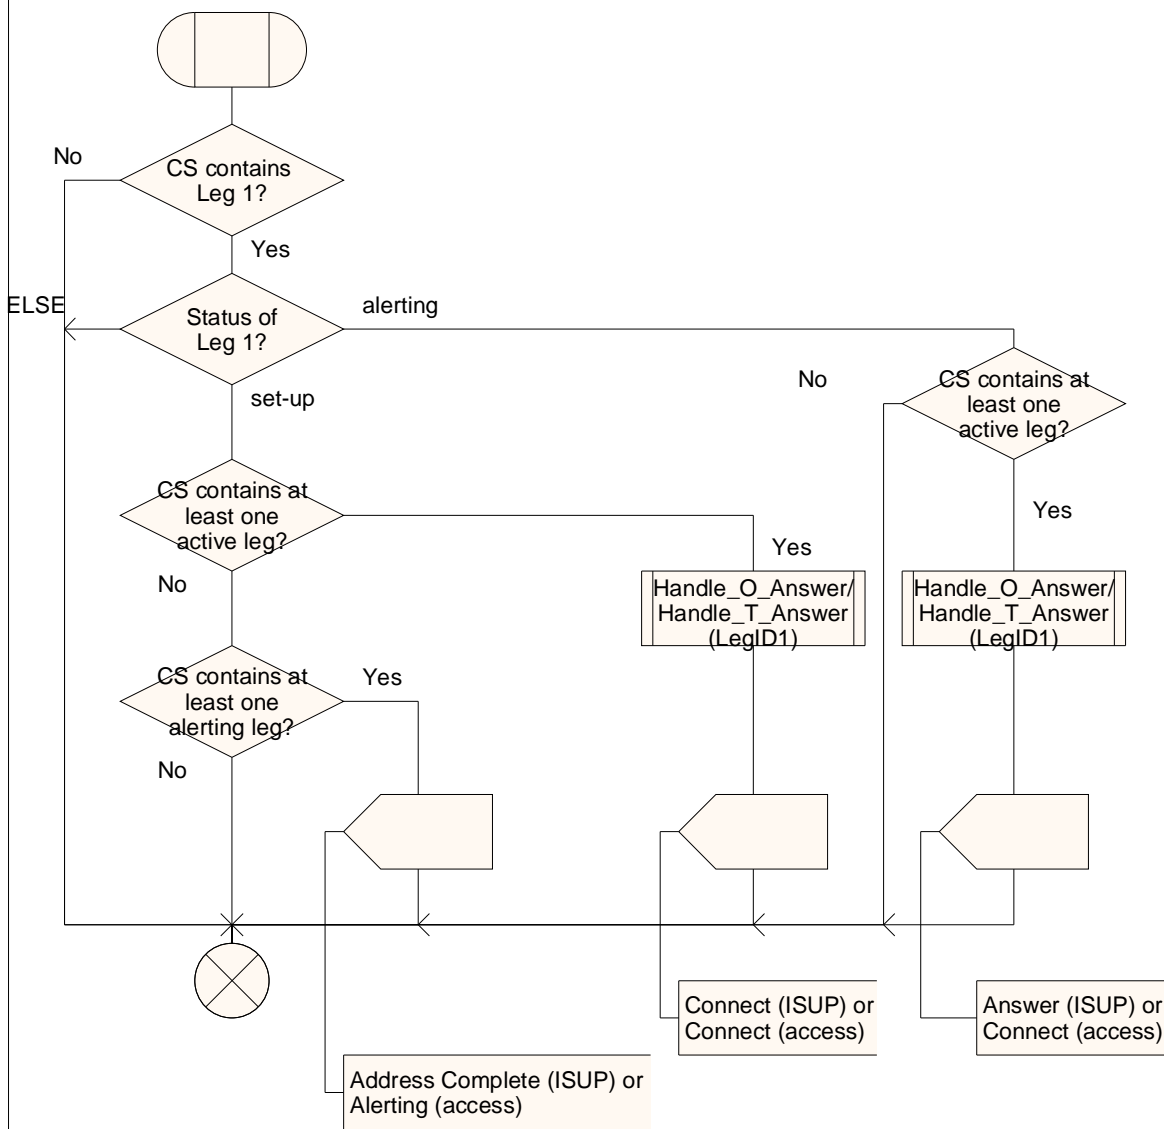 No
CS contains
Leg 1?
Yes
ELSE
Status of
Leg 1?
alerting
set-up
No
CS contains at
least one
active leg?
CS contains at
least one
active leg?
Yes
Yes
No
Handle_O_Answer/
Handle_T_Answer
(LegID1)
Handle_O_Answer/
Handle_T_Answer
(LegID1)
CS contains at
least one
alerting leg?
Yes
No
Connect (ISUP) or
Connect (access)
Answer (ISUP) or
Connect (access)
Address Complete (ISUP) or
Alerting (access)